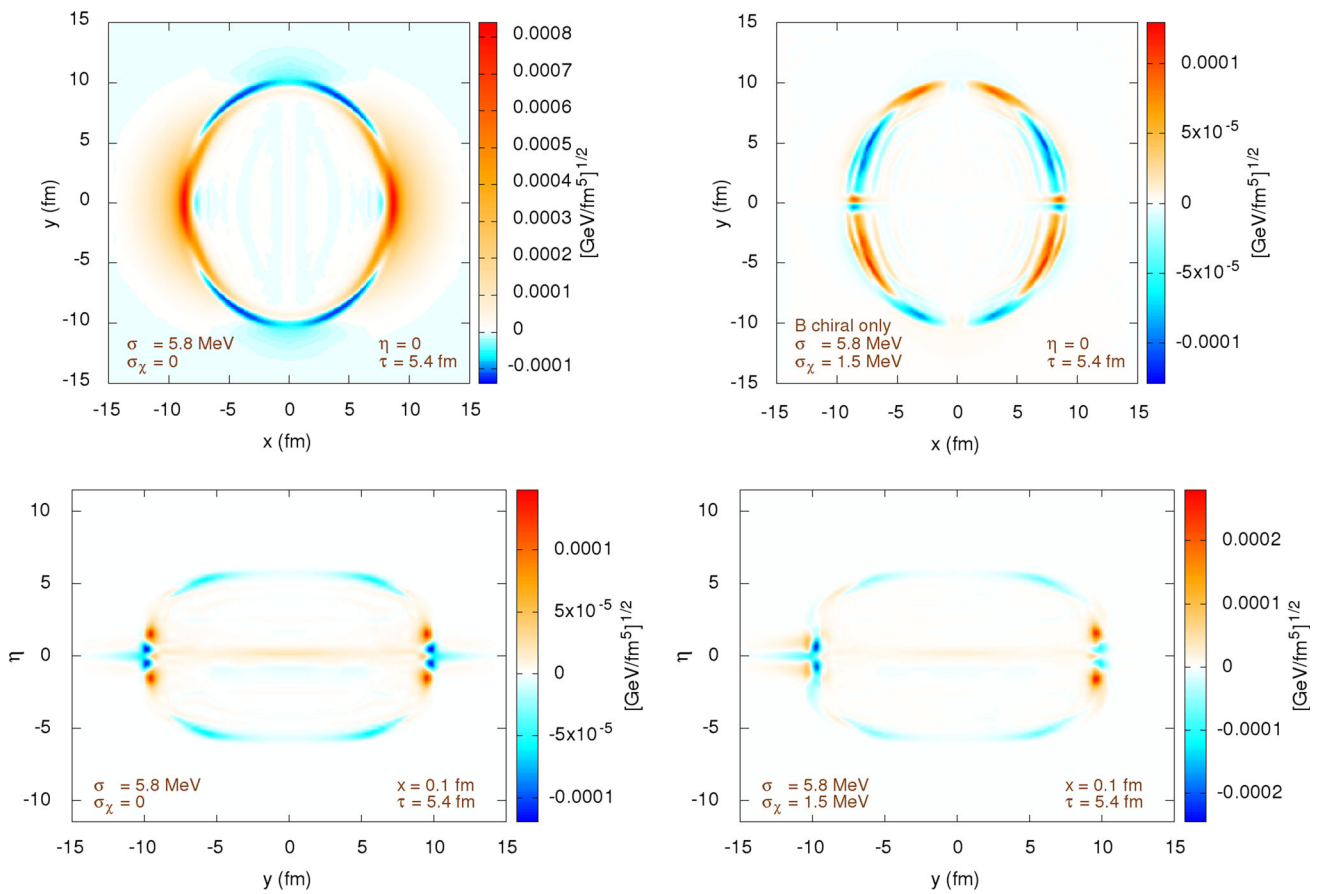 15
10
5
0
-5
-10
-15
y (fm)
-15 -10 -5 0 5 10 15
x (fm)
σ = 5.8 MeV
σχ = 0
η = 0
τ = 5.4 fm
0.0008
0.0007
0.0006
0.0005
0.0004
0.0003
0.0002
0.0001
0
-0.0001
[GeV/fm⁵]¹/²
15
10
5
0
-5
-10
-15
y (fm)
-15 -10 -5 0 5 10 15
x (fm)
B chiral only
σ = 5.8 MeV
σχ = 1.5 MeV
η = 0
τ = 5.4 fm
0.0001
5x10⁻⁵
0
-5x10⁻⁵
-0.0001
[GeV/fm⁵]¹/²
10
5
0
-5
-10
η
-15 -10 -5 0 5 10 15
y (fm)
σ = 5.8 MeV
σχ = 0
x = 0.1 fm
τ = 5.4 fm
0.0001
5x10⁻⁵
0
-5x10⁻⁵
-0.0001
[GeV/fm⁵]¹/²
10
5
0
-5
-10
η
-15 -10 -5 0 5 10 15
y (fm)
σ = 5.8 MeV
σχ = 1.5 MeV
x = 0.1 fm
τ = 5.4 fm
0.0002
0.0001
0
-0.0001
-0.0002
[GeV/fm⁵]¹/²